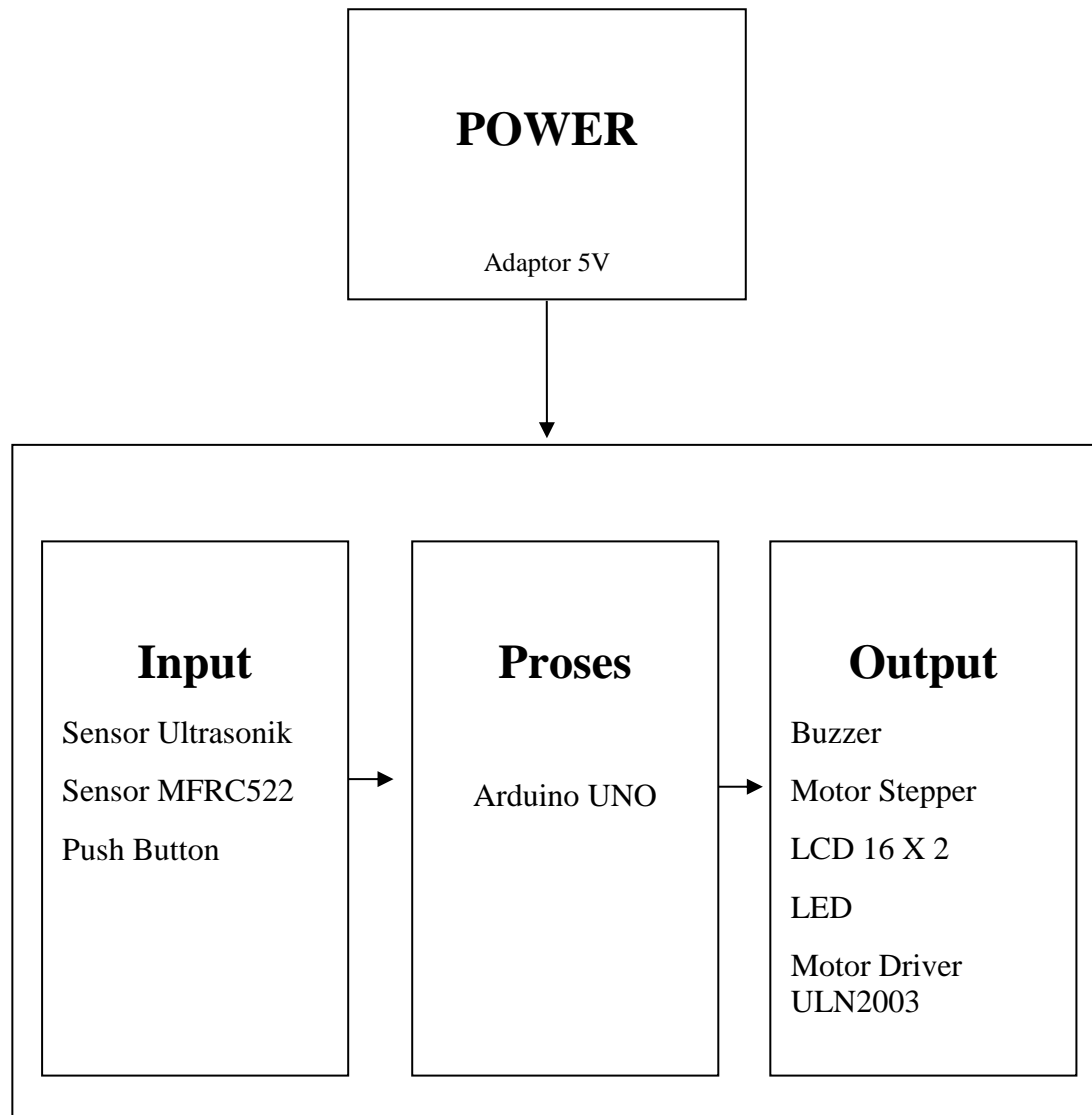 POWER
Adaptor 5V
Input
Sensor Ultrasonik
Sensor MFRC522
Push Button
Proses
Arduino UNO
Output
Buzzer
Motor Stepper
LCD 16 X 2
LED
Motor Driver
ULN2003